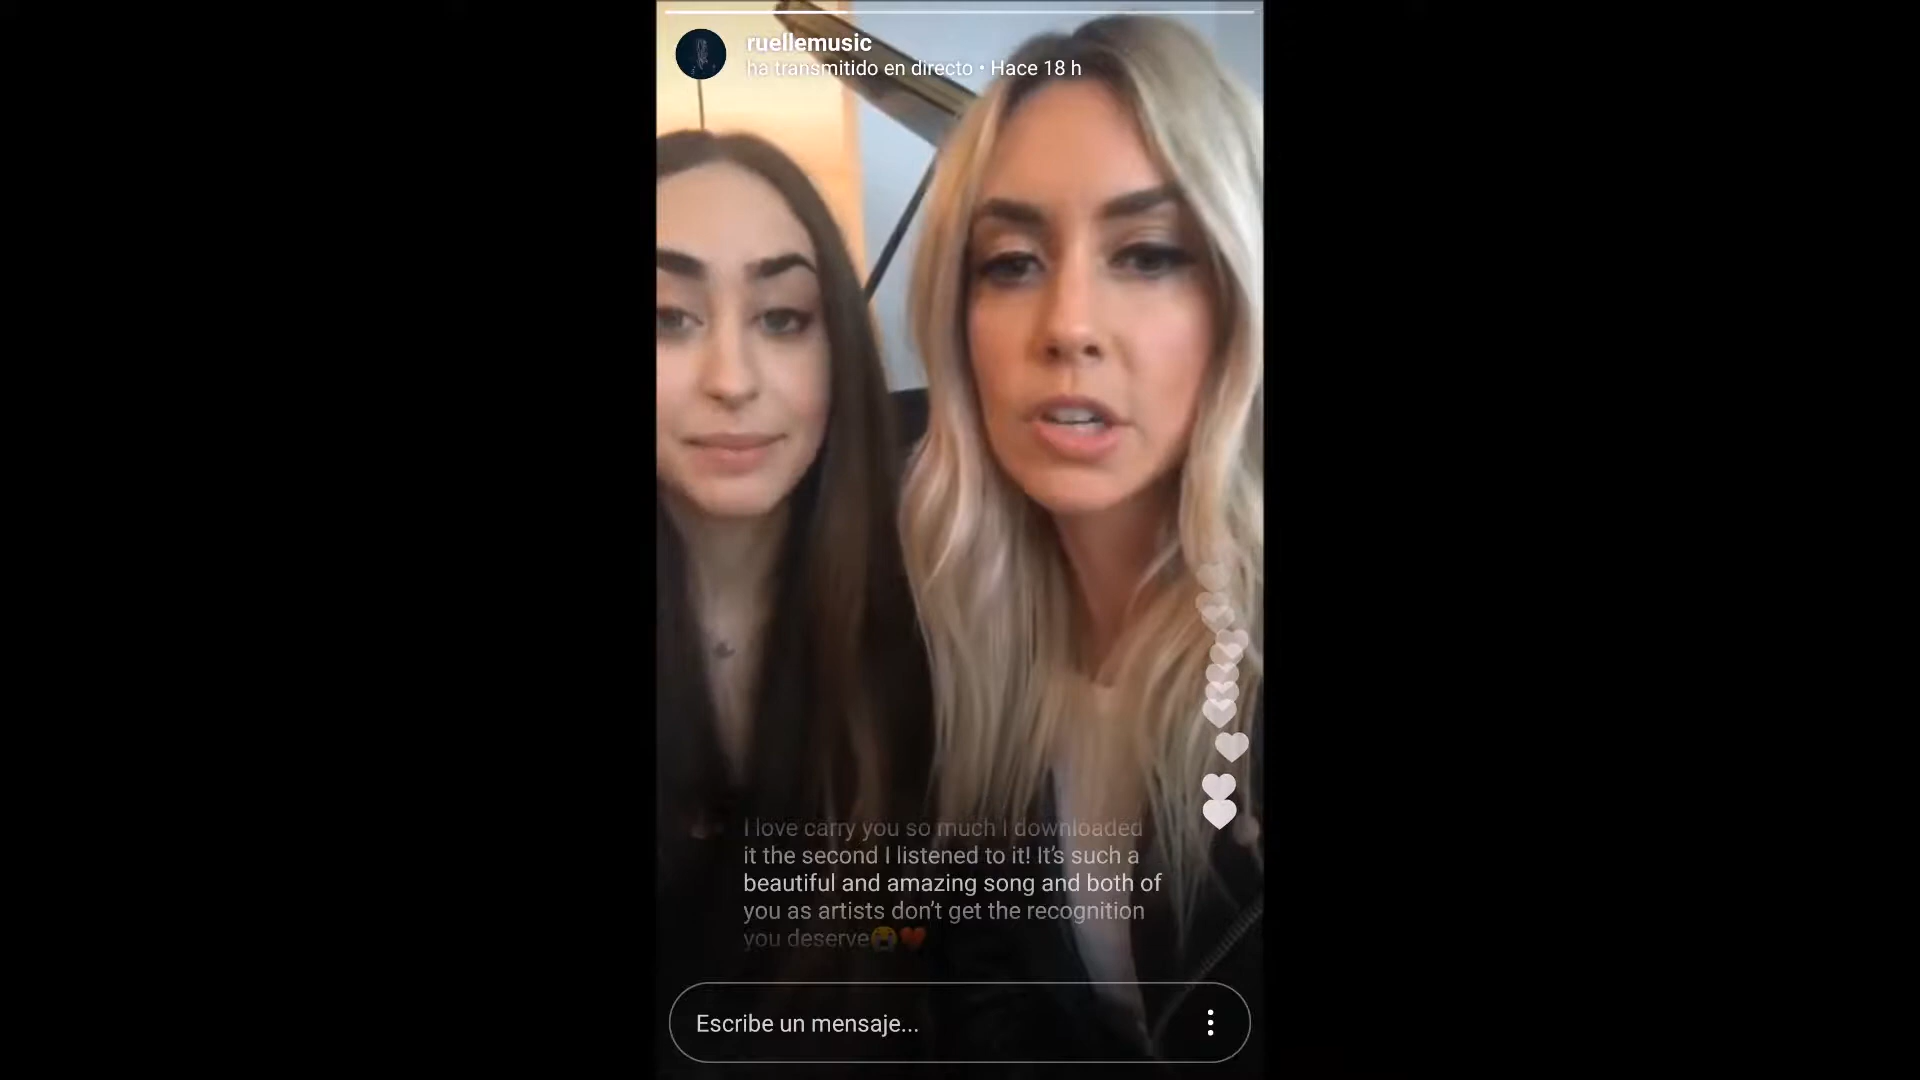 ruellemusic
ha transmitido en directo • Hace 18 h
I love carry you so much I downloaded
it the second I listened to it! It's such a
beautiful and amazing song and both of
you as artists don't get the recognition
you deserve😭💔
Escribe un mensaje...